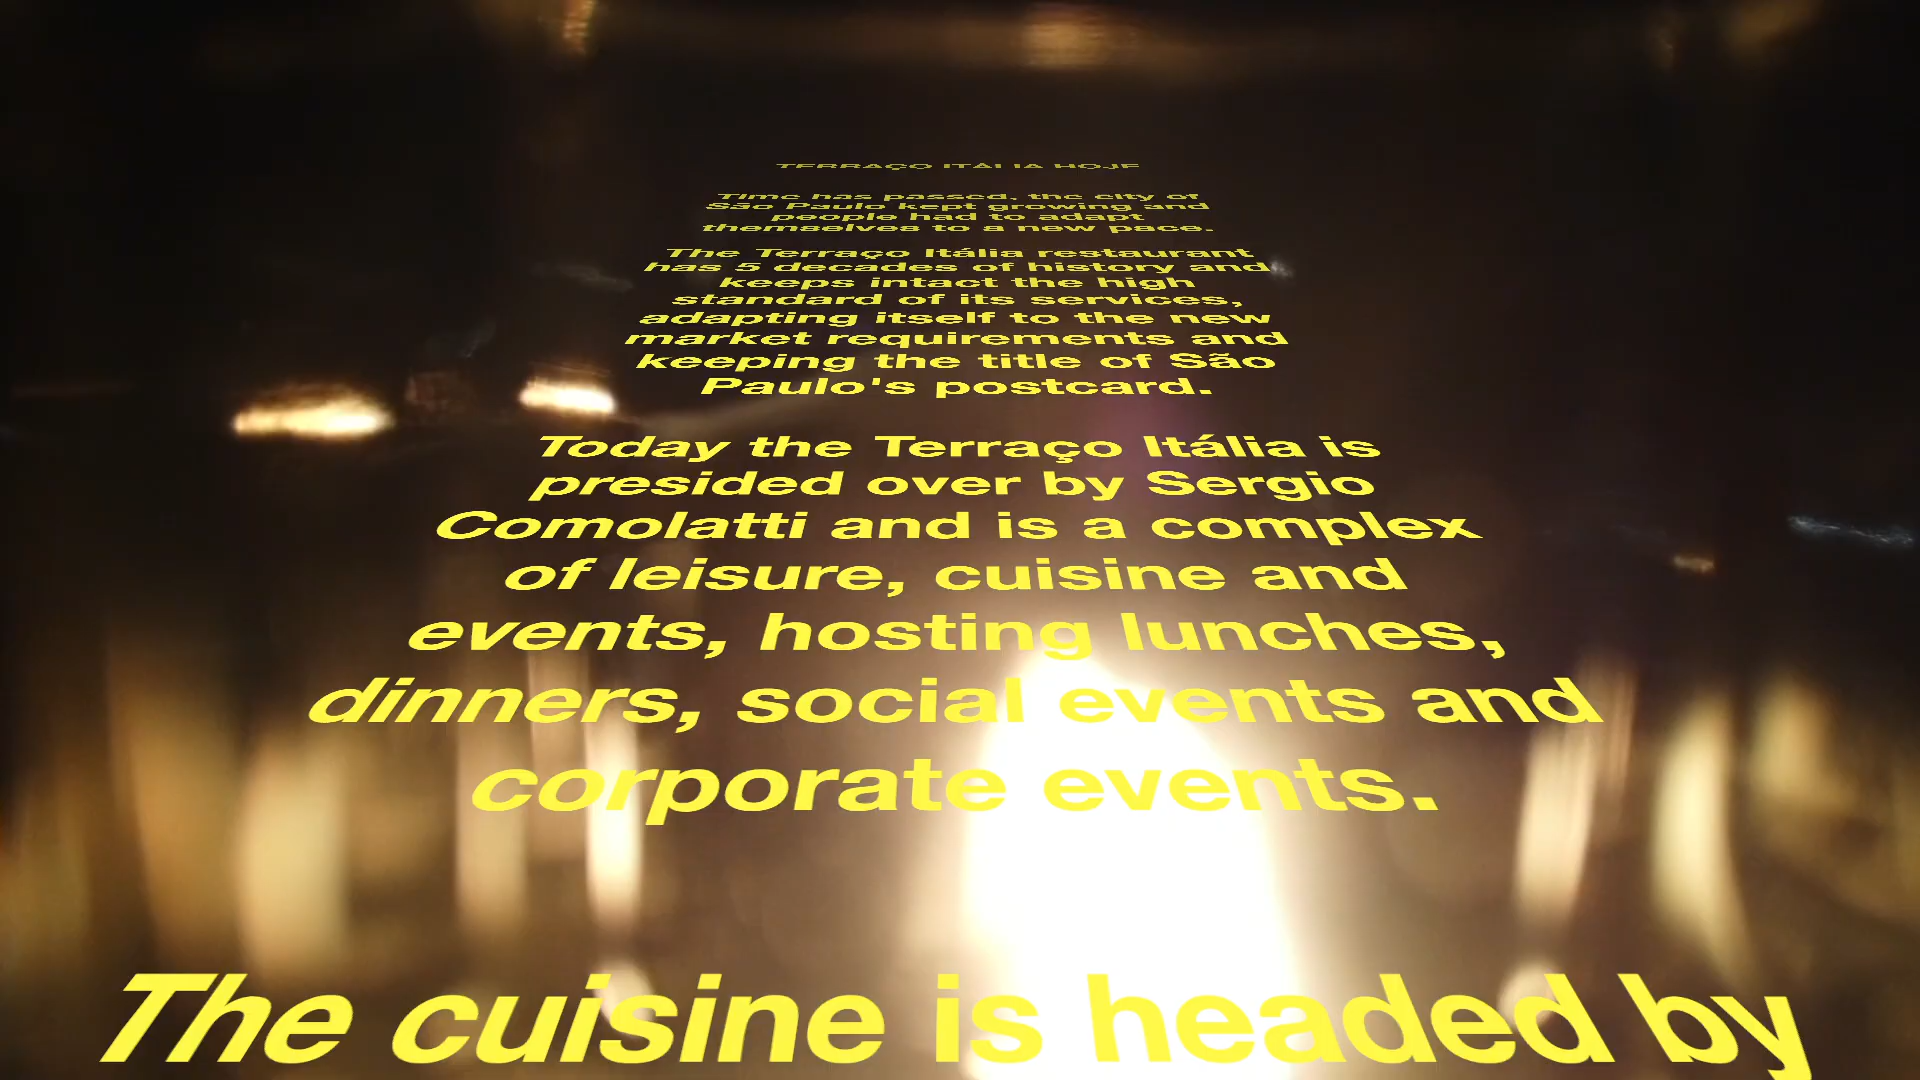 TERRAÇO ITÁLIA HOJE
Time has passed, the city of
São Paulo kept growing and
people had to adapt
themselves to a new pace.
The Terraço Itália restaurant
has 5 decades of history and
keeps intact the high
standard of its services,
adapting itself to the new
market requirements and
keeping the title of São
Paulo's postcard.
Today the Terraço Itália is
presided over by Sergio
Comolatti and is a complex
of leisure, cuisine and
events, hosting lunches,
dinners, social events and
corporate events.
The cuisine is headed by